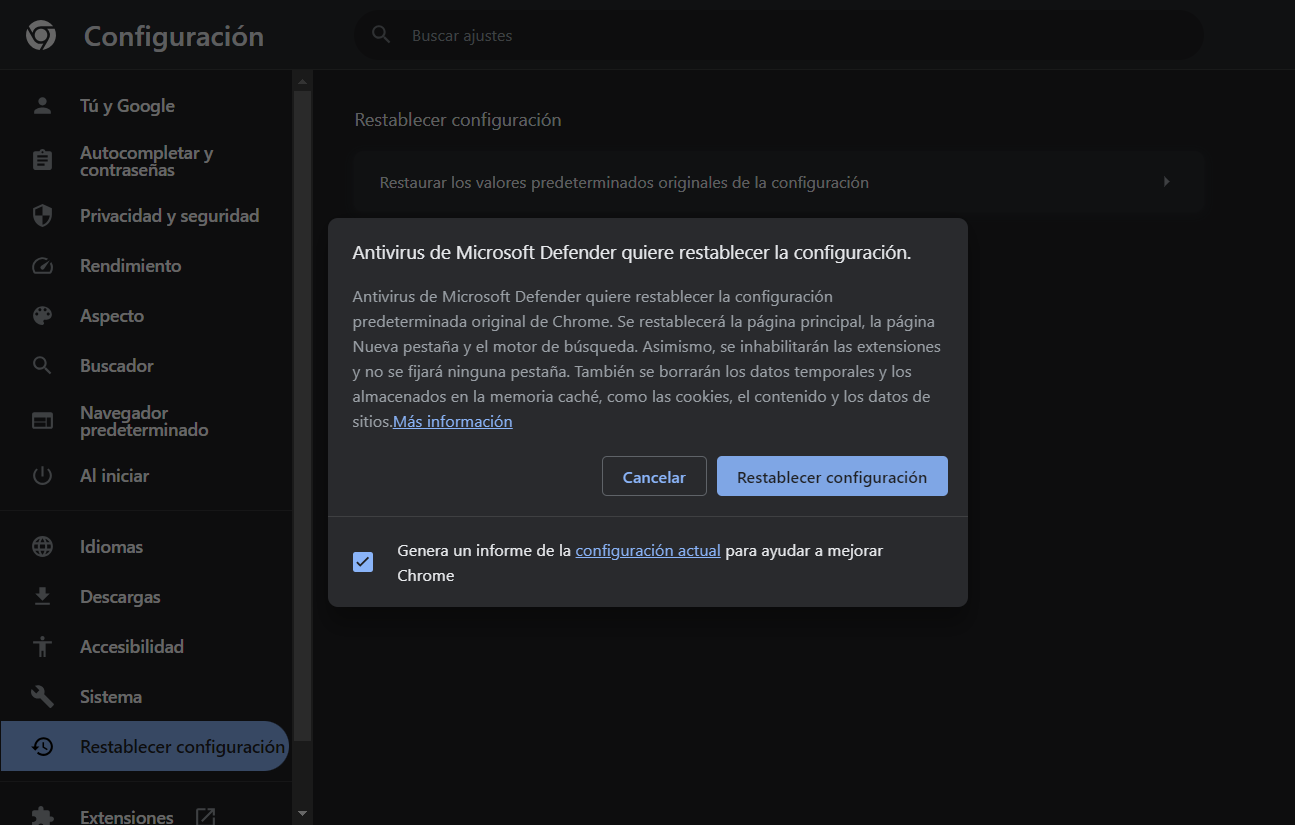 Configuración
Buscar ajustes
Tú y Google
Autocompletar y
contraseñas
Privacidad y seguridad
Rendimiento
Aspecto
Buscador
Navegador
predeterminado
Al iniciar
Idiomas
Descargas
Accesibilidad
Sistema
Restablecer configuración
Extensiones
Restablecer configuración
Restaurar los valores predeterminados originales de la configuración
Antivirus de Microsoft Defender quiere restablecer la configuración.
Antivirus de Microsoft Defender quiere restablecer la configuración
predeterminada original de Chrome. Se restablecerá la página principal, la página
Nueva pestaña y el motor de búsqueda. Asimismo, se inhabilitarán las extensiones
y no se fijará ninguna pestaña. También se borrarán los datos temporales y los
almacenados en la memoria caché, como las cookies, el contenido y los datos de
sitios.Más información
Cancelar
Restablecer configuración
Genera un informe de la configuración actual para ayudar a mejorar
Chrome